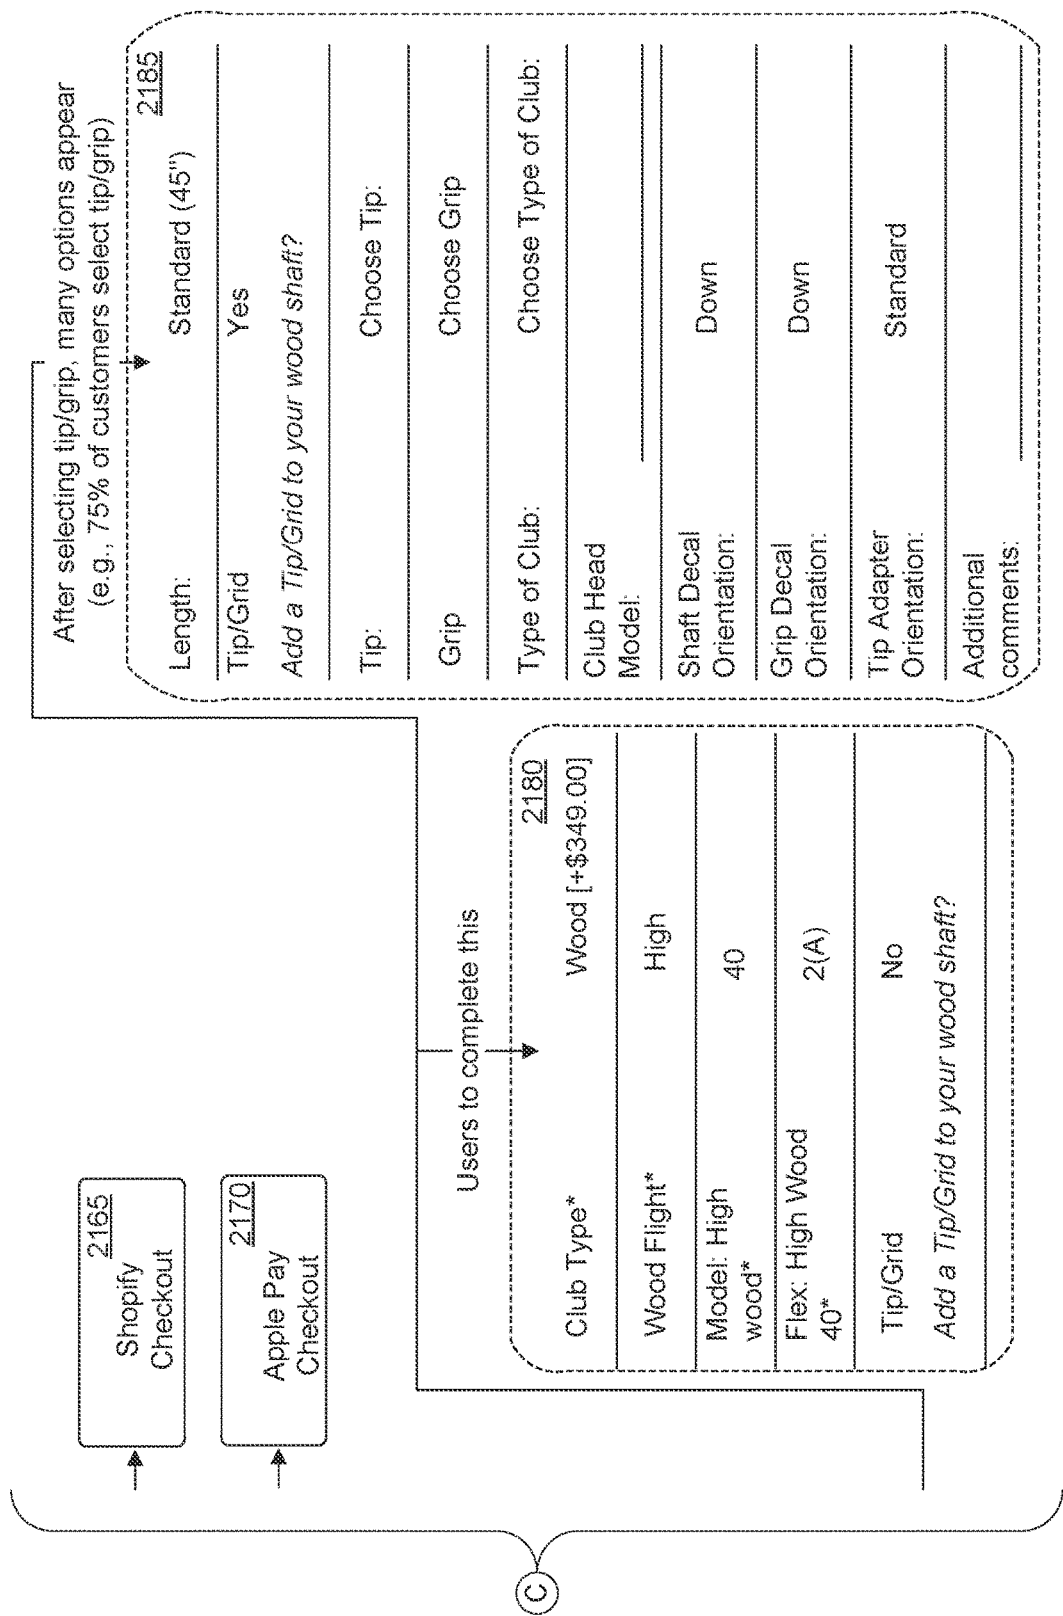 C
2165
Shopify
Checkout
2170
Apple Pay
Checkout
Users to complete this
2180
Club Type* Wood [+$349.00]
Wood Flight* High
Model: High
wood* 40
Flex: High Wood
40* 2(A)
Tip/Grid No
Add a Tip/Grid to your wood shaft?
After selecting tip/grip, many options appear
(e.g., 75% of customers select tip/grip)
2185
Length: Standard (45")
Tip/Grid Yes
Add a Tip/Grid to your wood shaft?
Tip: Choose Tip:
Grip Choose Grip
Type of Club: Choose Type of Club:
Club Head
Model:
Shaft Decal
Orientation: Down
Grip Decal
Orientation: Down
Tip Adapter
Orientation: Standard
Additional
comments: